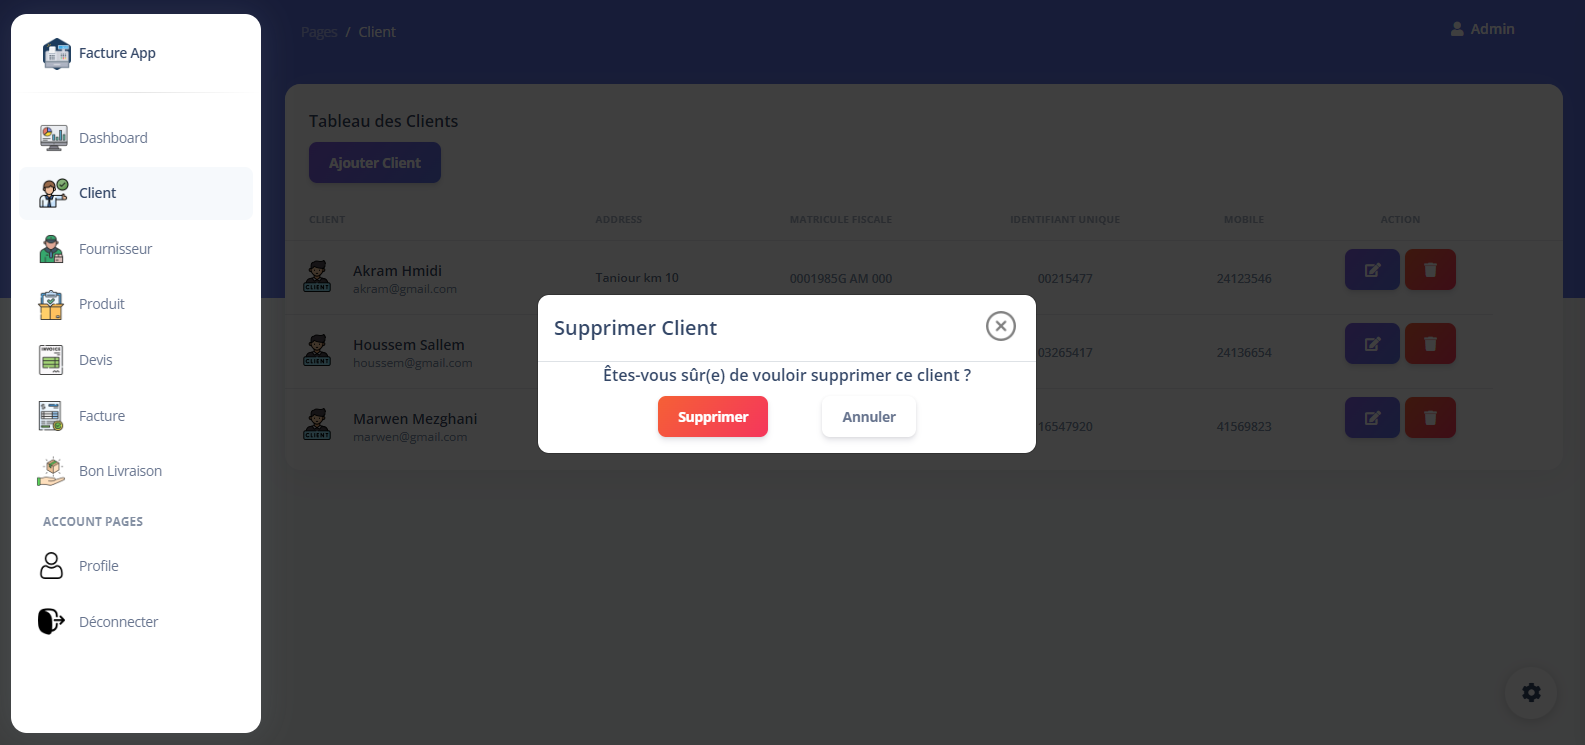 Facture App
Dashboard
Client
Fournisseur
Produit
Devis
Facture
Bon Livraison
ACCOUNT PAGES
Profile
Déconnecter
Pages / Client
Admin
Tableau des Clients
Ajouter Client
CLIENT ADDRESS MATRICULE FISCALE IDENTIFIANT UNIQUE MOBILE ACTION
Akram Hmidi
akram@gmail.com
Taniour km 10 0001985G AM 000 00215477 24123546
Houssem Sallem
houssem@gmail.com
03265417 24136654
Marwen Mezghani
marwen@gmail.com
16547920 41569823
Supprimer Client
Êtes-vous sûr(e) de vouloir supprimer ce client ?
Supprimer Annuler